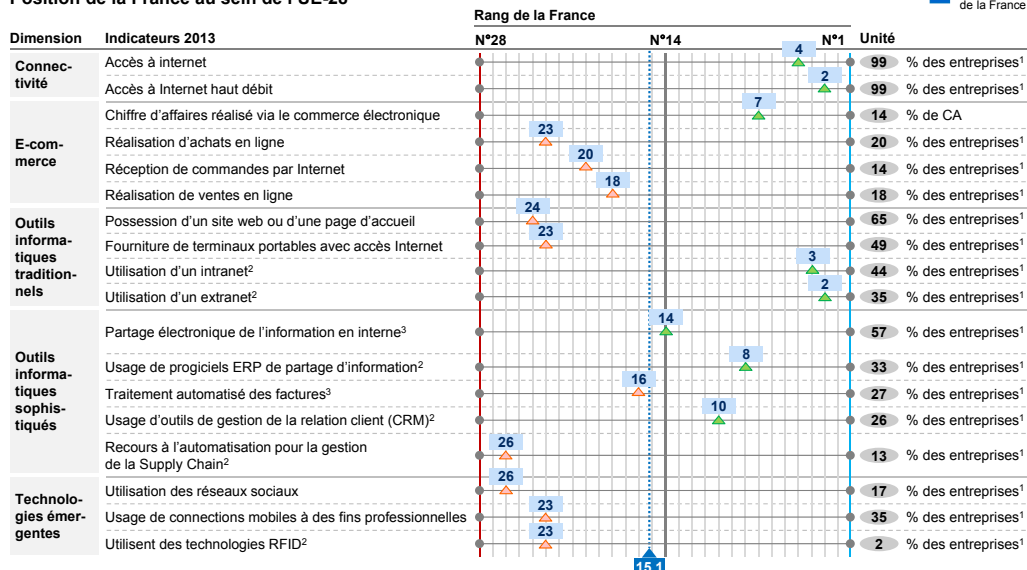 Position de la France au sein de l'UE-28
de la France
Rang de la France
Dimension Indicateurs 2013 N°28 N°14 N°1 Unité
Connec-
tivité
Accès à internet 4 99 % des entreprises¹
Accès à Internet haut débit 2 99 % des entreprises¹
E-com-
merce
Chiffre d'affaires réalisé via le commerce électronique 7 14 % de CA
Réalisation d'achats en ligne 23 20 % des entreprises¹
Réception de commandes par Internet 20 14 % des entreprises¹
Réalisation de ventes en ligne 18 18 % des entreprises¹
Outils
informa-
tiques
tradition-
nels
Possession d'un site web ou d'une page d'accueil 24 65 % des entreprises¹
Fourniture de terminaux portables avec accès Internet 23 49 % des entreprises¹
Utilisation d'un intranet² 3 44 % des entreprises¹
Utilisation d'un extranet² 2 35 % des entreprises¹
Outils
informa-
tiques
sophis-
tiqués
Partage électronique de l'information en interne³ 14 57 % des entreprises¹
Usage de progiciels ERP de partage d'information² 8 33 % des entreprises¹
Traitement automatisé des factures³ 16 27 % des entreprises¹
Usage d'outils de gestion de la relation client (CRM)² 10 26 % des entreprises¹
Recours à l'automatisation pour la gestion
de la Supply Chain² 26 13 % des entreprises¹
Technolo-
gies émer-
gentes
Utilisation des réseaux sociaux 26 17 % des entreprises¹
Usage de connections mobiles à des fins professionnelles 23 35 % des entreprises¹
Utilisent des technologies RFID² 23 2 % des entreprises¹
15,1